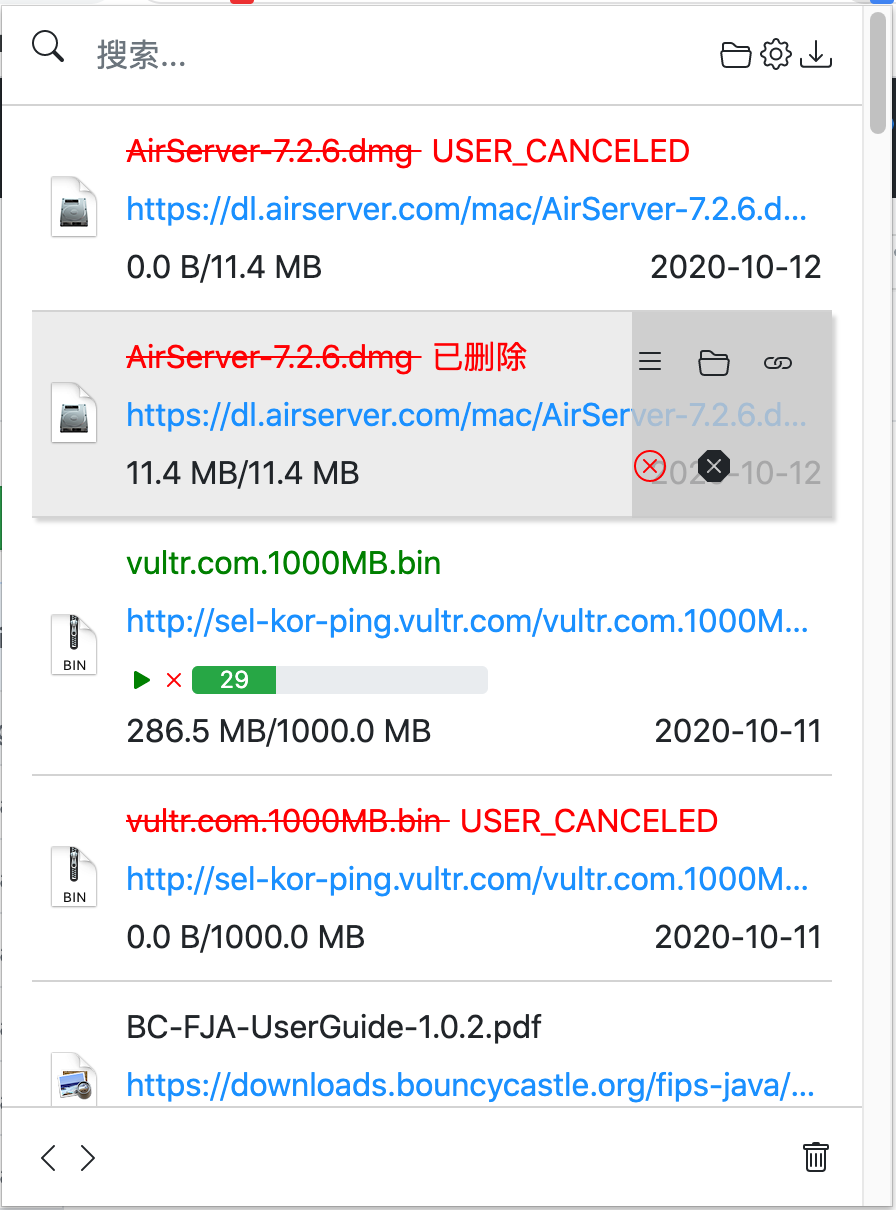 搜索...
AirServer-7.2.6.dmg USER_CANCELED
https://dl.airserver.com/mac/AirServer-7.2.6.d...
0.0 B/11.4 MB 2020-10-12
AirServer-7.2.6.dmg 已删除
https://dl.airserver.com/mac/AirServer-7.2.6.d...
11.4 MB/11.4 MB 2020-10-12
vultr.com.1000MB.bin
http://sel-kor-ping.vultr.com/vultr.com.1000M...
BIN
29
286.5 MB/1000.0 MB 2020-10-11
vultr.com.1000MB.bin USER_CANCELED
http://sel-kor-ping.vultr.com/vultr.com.1000M...
BIN
0.0 B/1000.0 MB 2020-10-11
BC-FJA-UserGuide-1.0.2.pdf
https://downloads.bouncycastle.org/fips-java/...